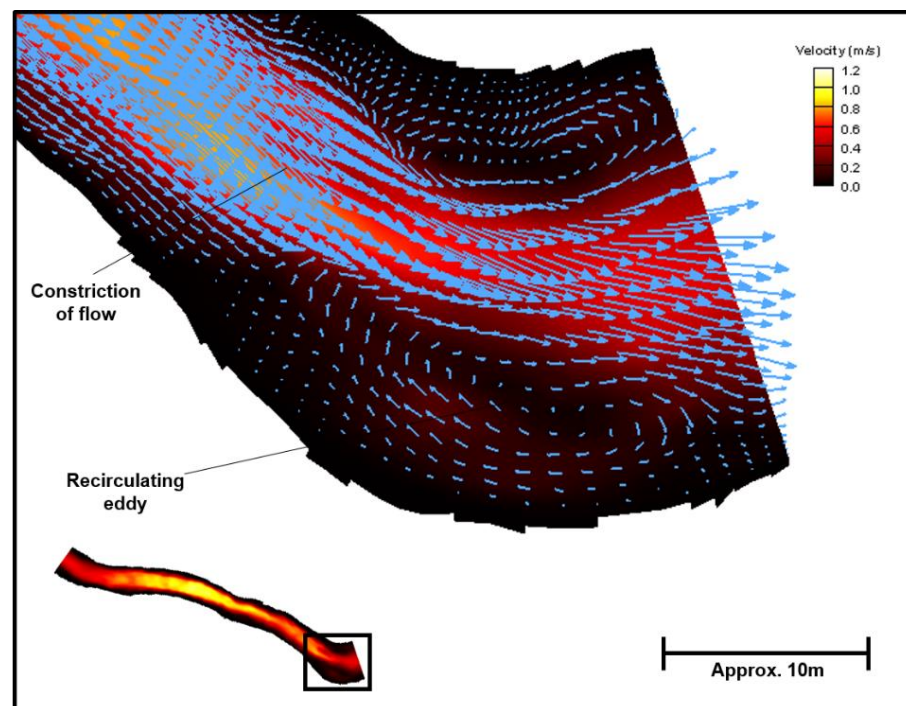 Velocity (m/s)
1.2
1.0
0.8
0.6
0.4
0.2
0.0
Constriction
of flow
Recirculating
eddy
Approx. 10m